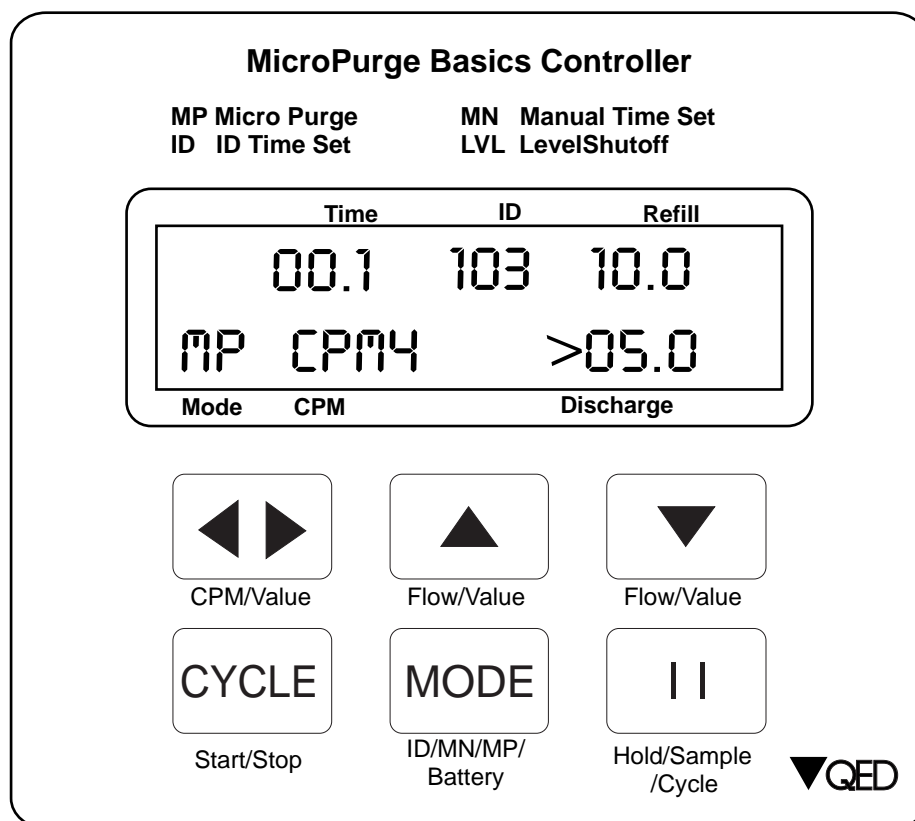 MicroPurge Basics Controller
MP Micro Purge MN Manual Time Set
ID ID Time Set LVL LevelShutoff
Time ID Refill
00.1 103 10.0
MP CPM4 >05.0
Mode CPM Discharge
CPM/Value Flow/Value Flow/Value
CYCLE MODE II
Start/Stop ID/MN/MP/ Hold/Sample
Battery /Cycle
QED